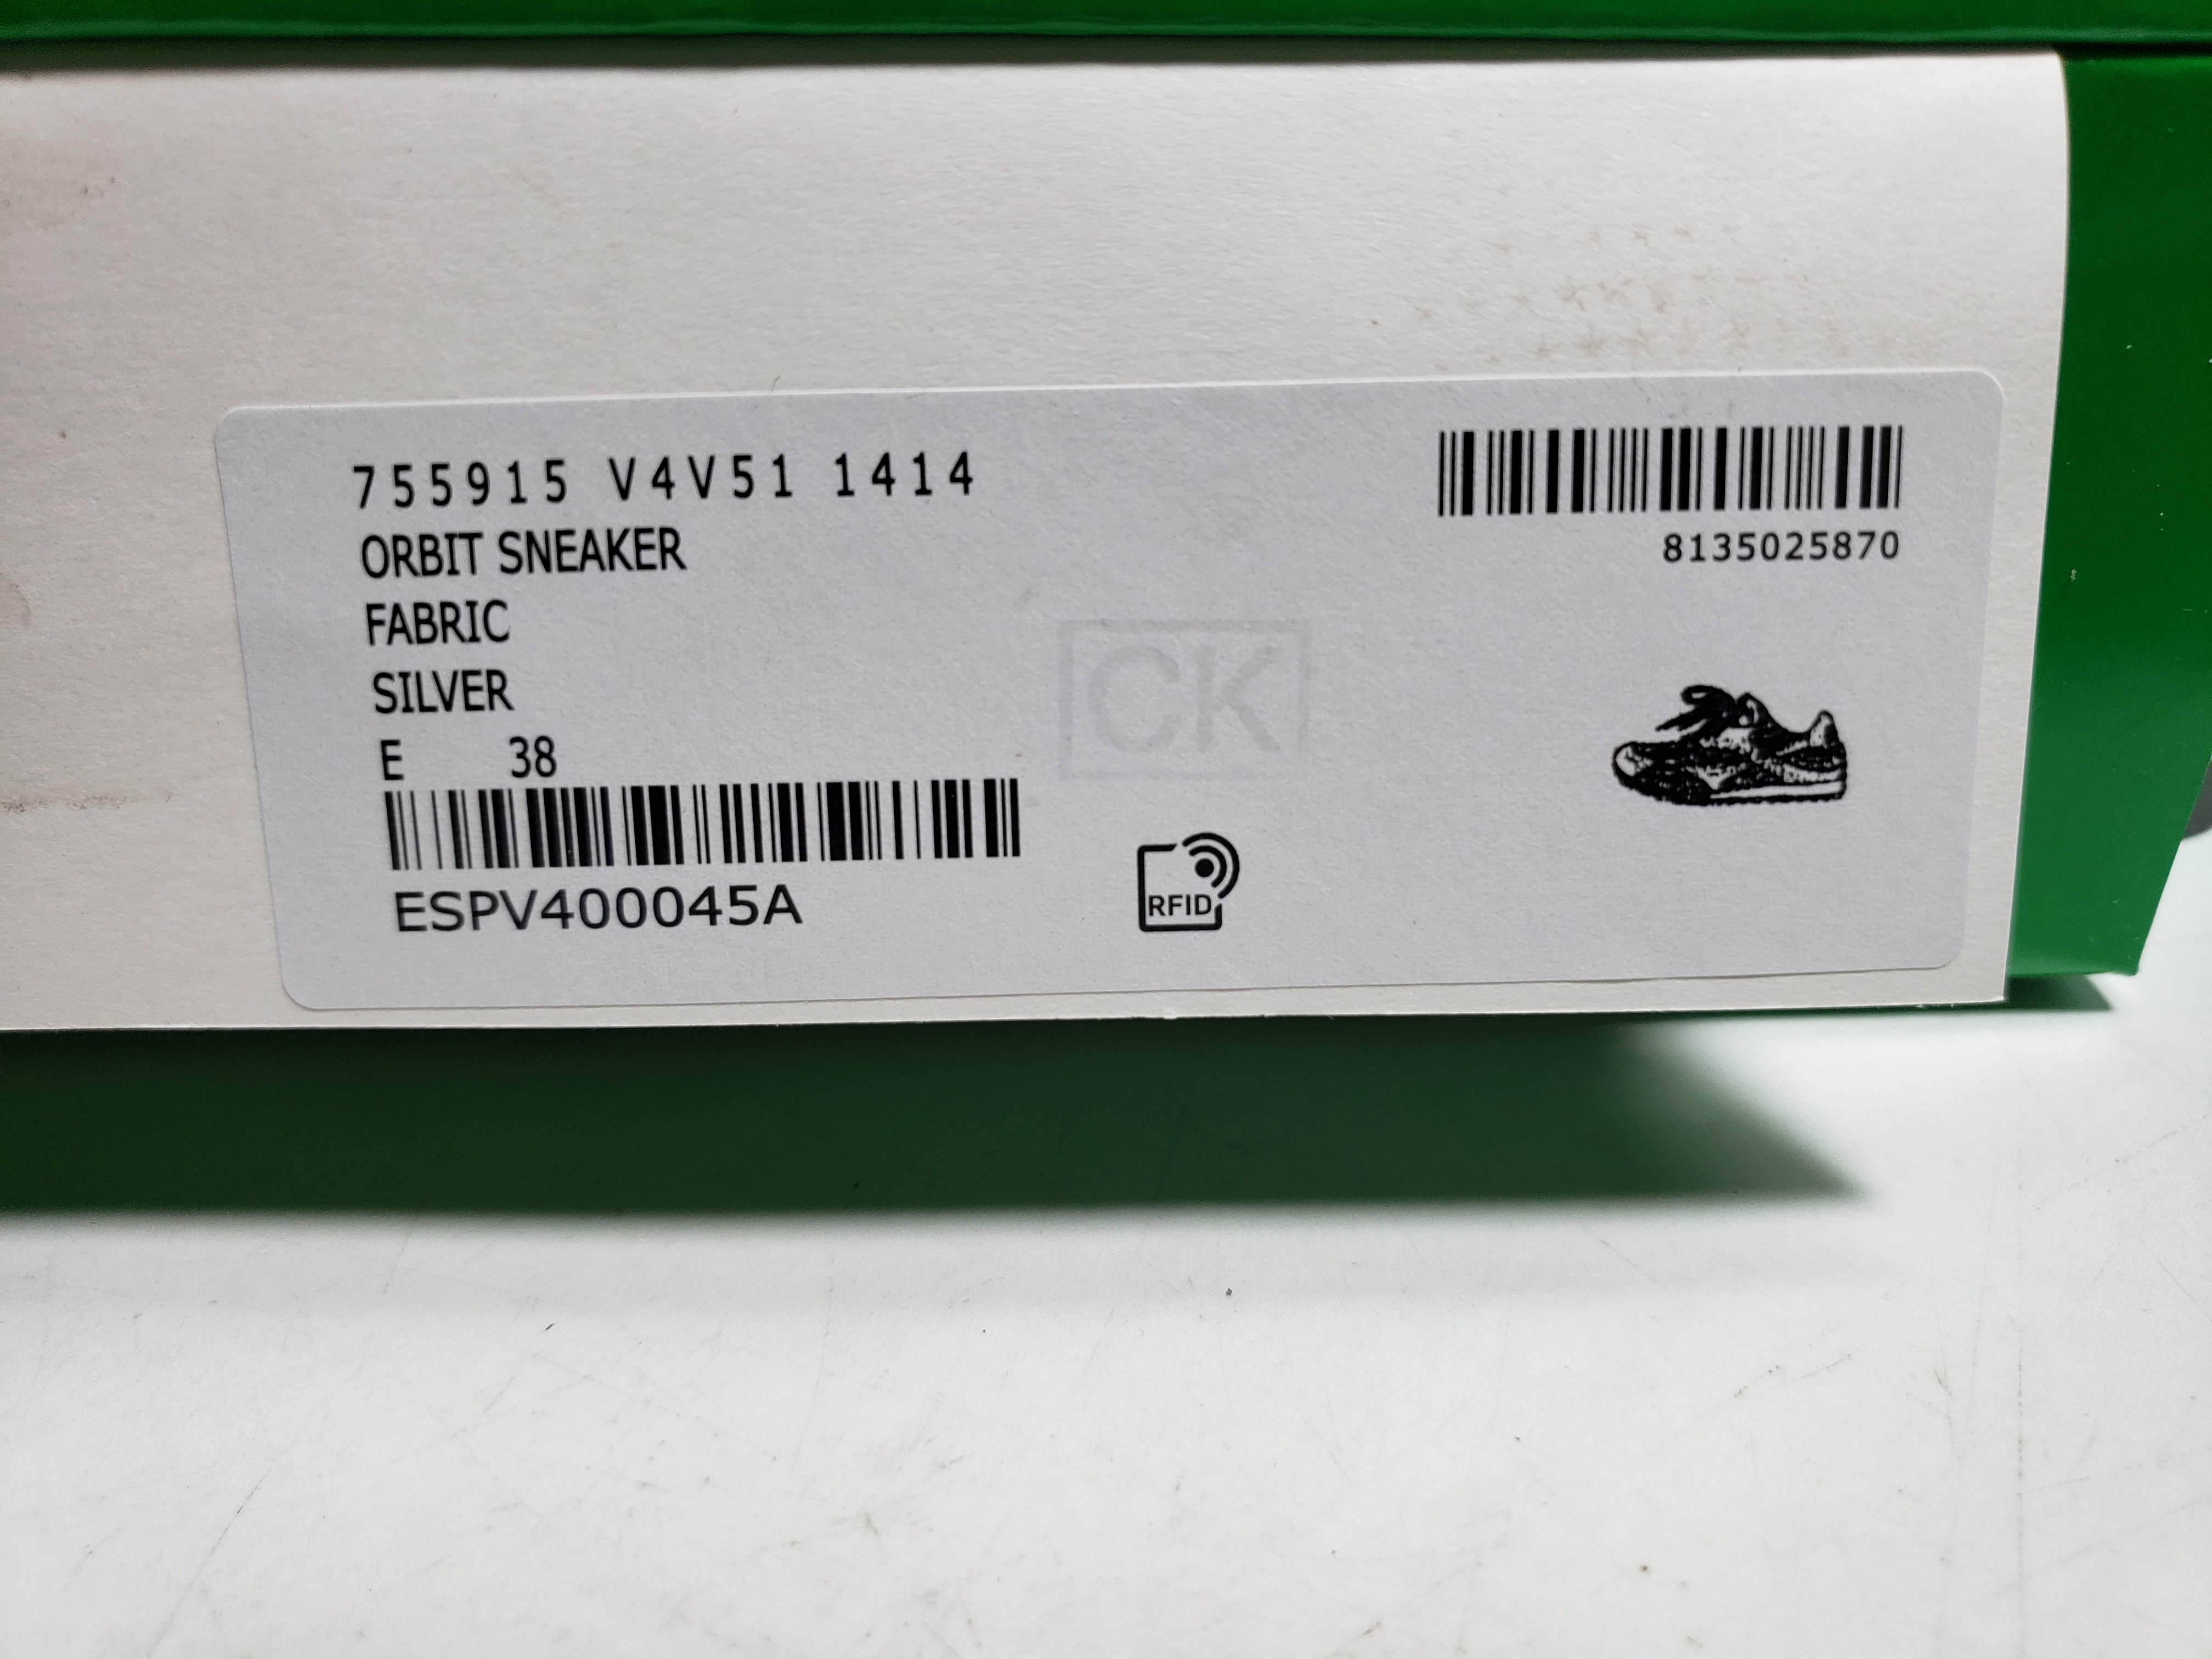 755915 V4V51 1414
ORBIT SNEAKER
FABRIC
SILVER
E 38
ESPV400045A
8135025870
CK
RFID